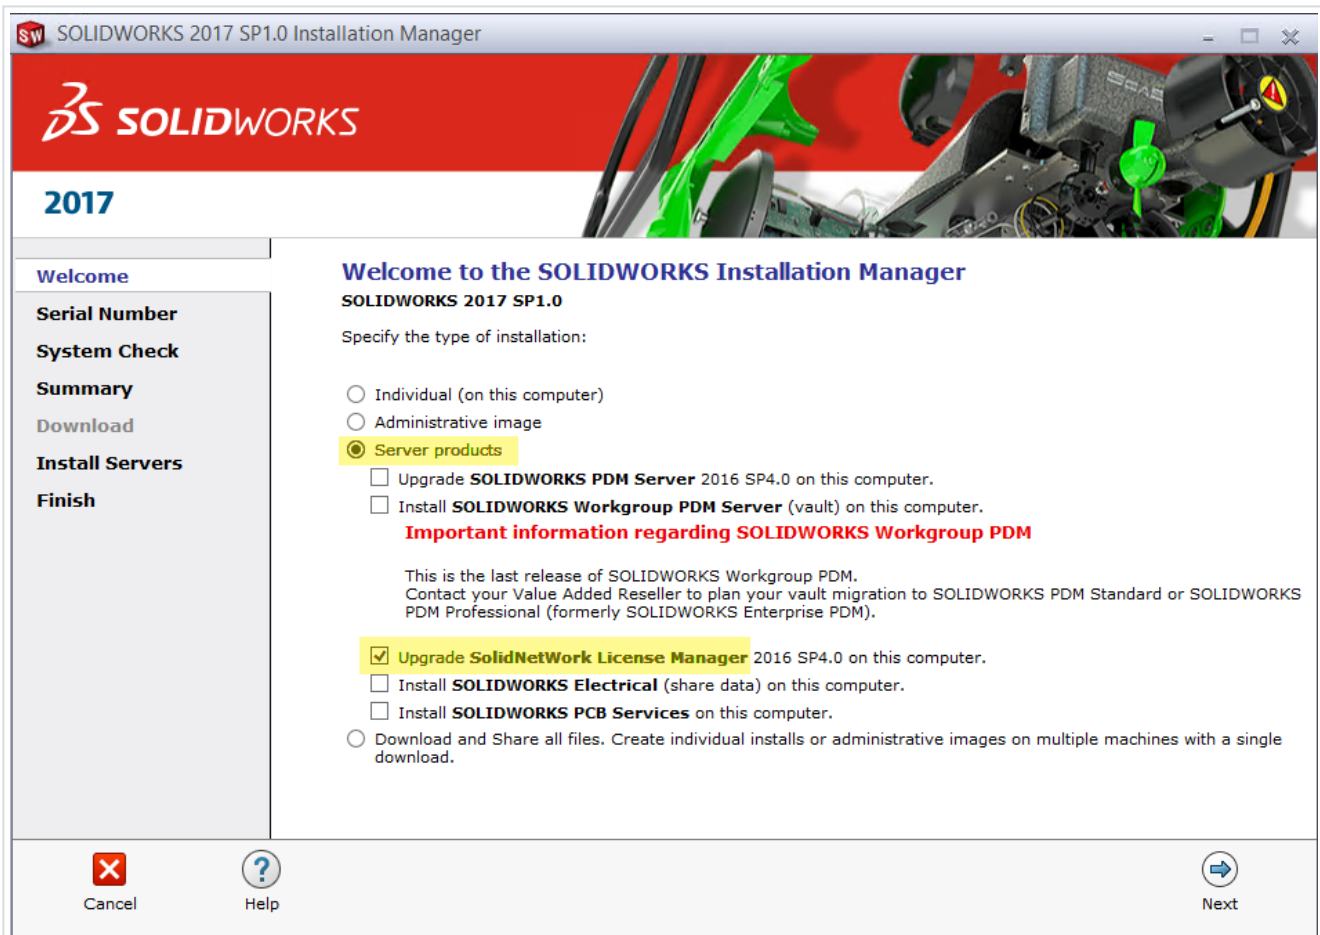 SOLIDWORKS 2017 SP1.0 Installation Manager
SOLIDWORKS
2017
Welcome
Serial Number
System Check
Summary
Download
Install Servers
Finish
Welcome to the SOLIDWORKS Installation Manager
SOLIDWORKS 2017 SP1.0
Specify the type of installation:
Individual (on this computer)
Administrative image
Server products
Upgrade SOLIDWORKS PDM Server 2016 SP4.0 on this computer.
Install SOLIDWORKS Workgroup PDM Server (vault) on this computer.
Important information regarding SOLIDWORKS Workgroup PDM
This is the last release of SOLIDWORKS Workgroup PDM.
Contact your Value Added Reseller to plan your vault migration to SOLIDWORKS PDM Standard or SOLIDWORKS
PDM Professional (formerly SOLIDWORKS Enterprise PDM).
Upgrade SolidNetWork License Manager 2016 SP4.0 on this computer.
Install SOLIDWORKS Electrical (share data) on this computer.
Install SOLIDWORKS PCB Services on this computer.
Download and Share all files. Create individual installs or administrative images on multiple machines with a single
download.
Cancel
Help
Next